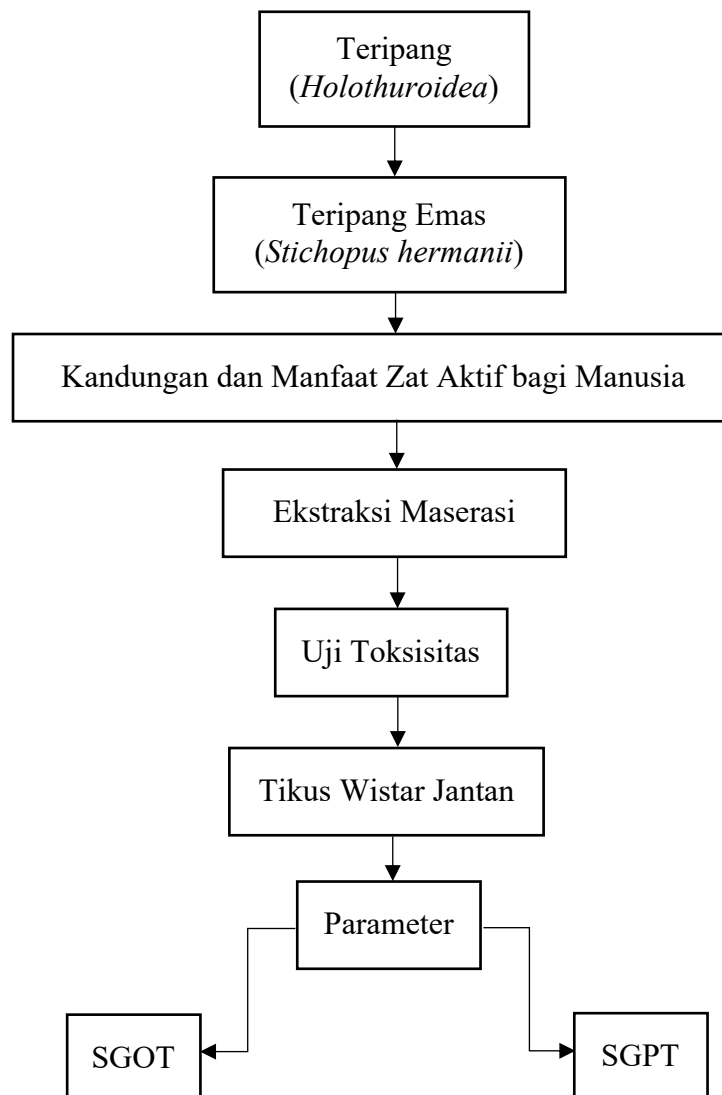 Teripang
(Holothuroidea)
Teripang Emas
(Stichopus hermanii)
Kandungan dan Manfaat Zat Aktif bagi Manusia
Ekstraksi Maserasi
Uji Toksisitas
Tikus Wistar Jantan
Parameter
SGOT
SGPT